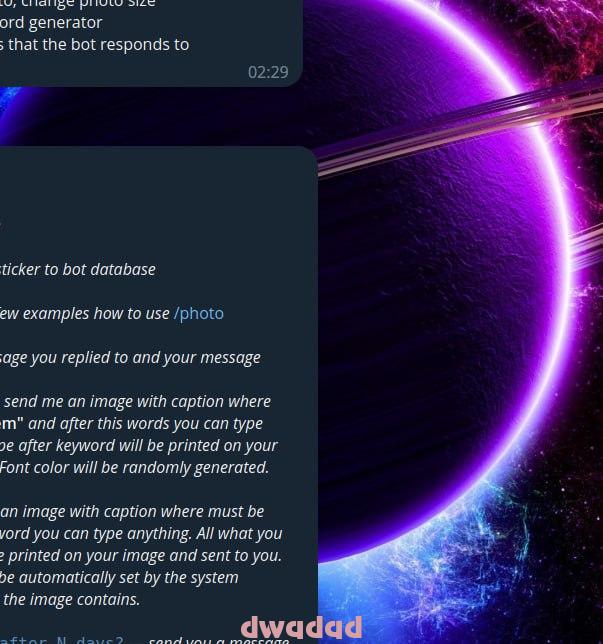 to, change photo size
ord generator
s that the bot responds to
02:29
sticker to bot database
few examples how to use /photo
sage you replied to and your message
send me an image with caption where
em" and after this words you can type
pe after keyword will be printed on your
Font color will be randomly generated.
an image with caption where must be
word you can type anything. All what you
e printed on your image and sent to you.
be automatically set by the system
the image contains.
after N days? — send you a message
dwadqd